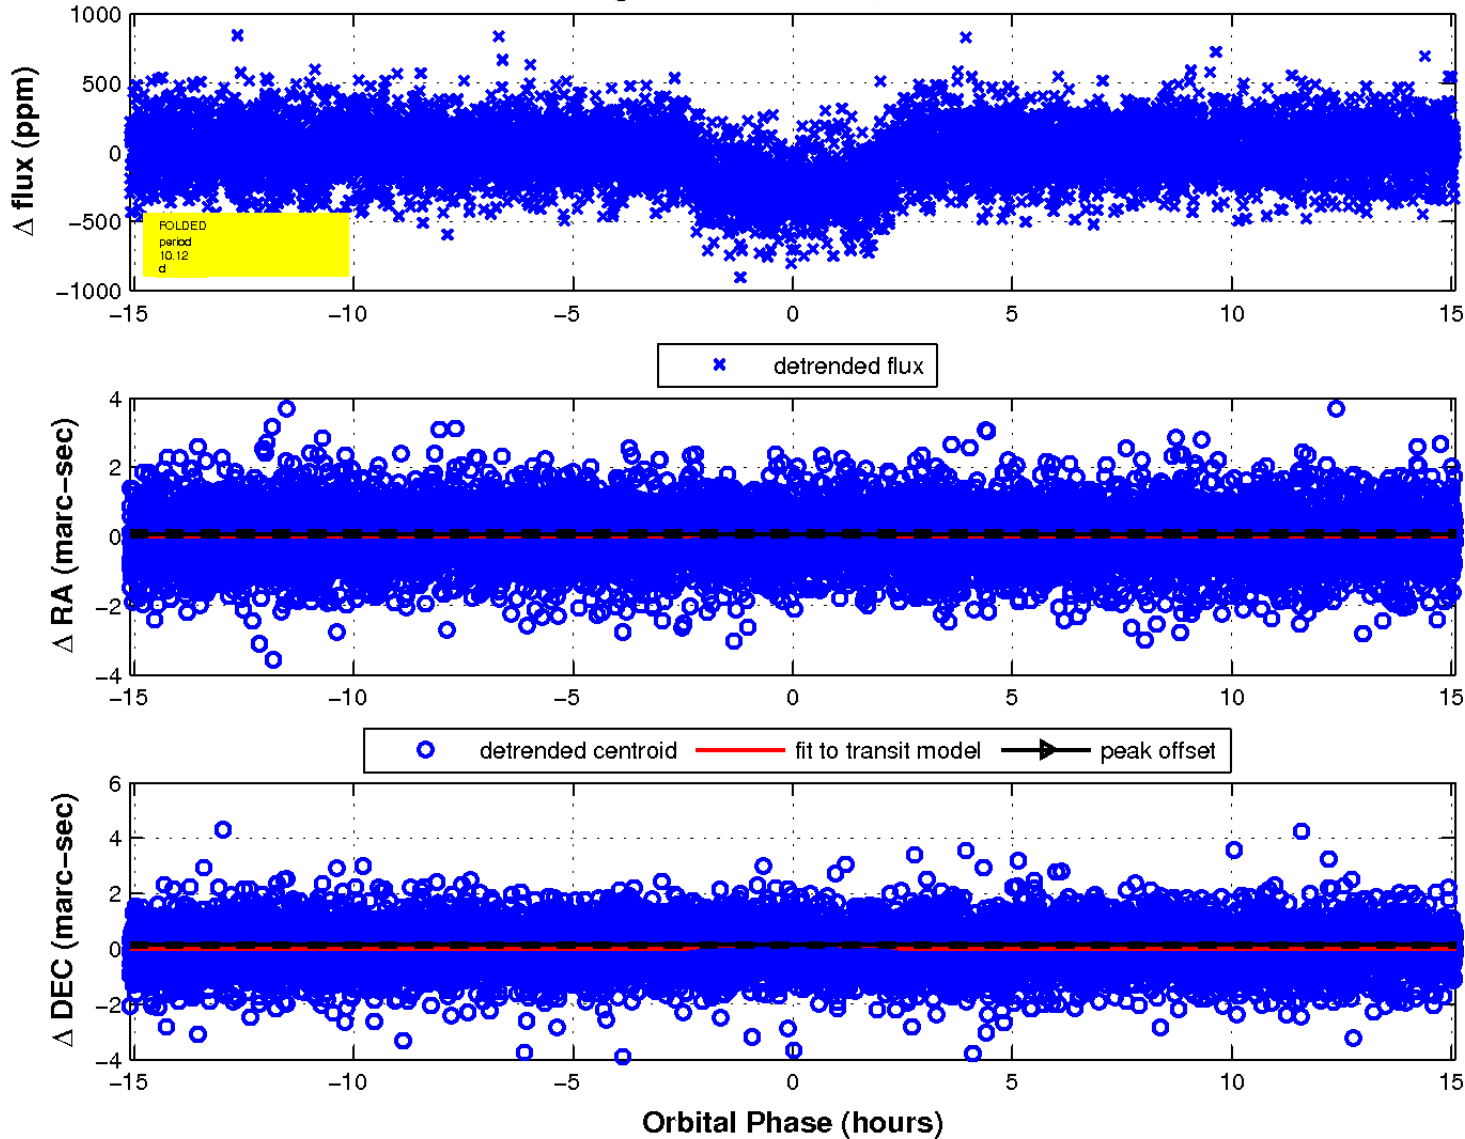 1000
500
0
−500
−1000
Δ flux (ppm)
FOLDED
period
10.12
d
−15 −10 −5 0 5 10 15
detrended flux
4
2
0
−2
−4
Δ RA (marc−sec)
−15 −10 −5 0 5 10 15
detrended centroid fit to transit model peak offset
6
4
2
0
−2
−4
Δ DEC (marc−sec)
−15 −10 −5 0 5 10 15
Orbital Phase (hours)